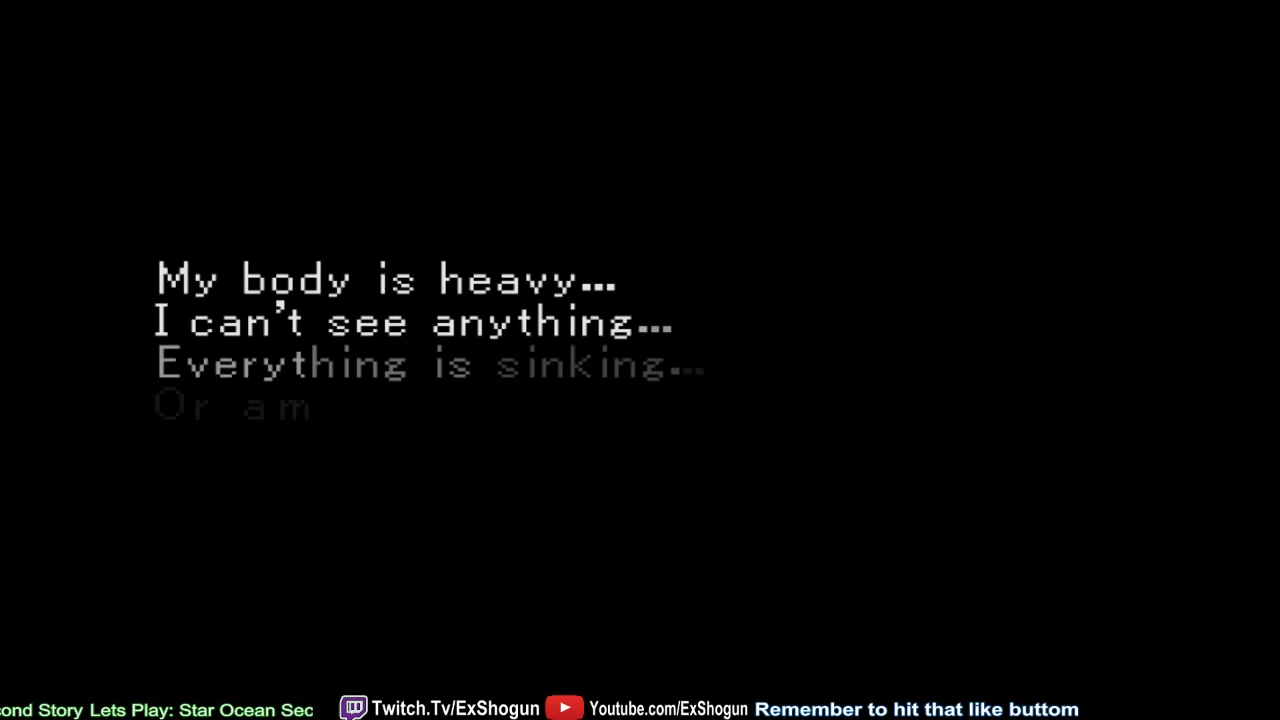 My body is heavy...
I can't see anything...
Everything is sinking...
Or am
ond Story Lets Play: Star Ocean Sec Twitch.Tv/ExShogun Youtube.com/ExShogun Remember to hit that like buttom